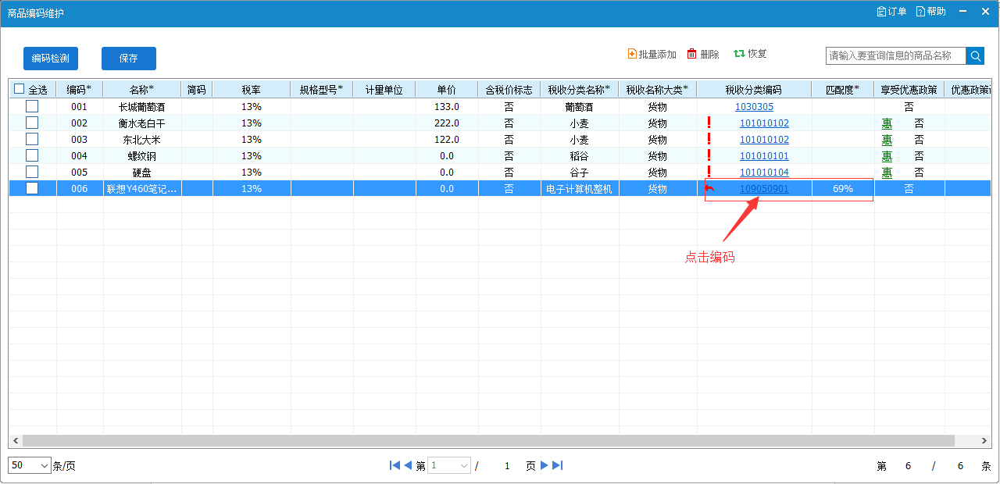 商品编码维护 订单 帮助
编码检测 保存 批量添加 删除 恢复 请输入要查询信息的商品名称
全选 编码* 名称* 简码 税率 规格型号* 计量单位 单价 含税价标志 税收分类名称* 税收名称大类* 税收分类编码 匹配度* 享受优惠政策 优惠政策
001 长城葡萄酒 13% 133.0 否 葡萄酒 货物 1030305 否
002 衡水老白干 13% 222.0 否 小麦 货物 101010102 惠 否
003 东北大米 13% 122.0 否 小麦 货物 101010102 惠 否
004 螺纹钢 13% 0.0 否 稻谷 货物 101010101 惠 否
005 硬盘 13% 0.0 否 谷子 货物 101010104 惠 否
006 联想Y460笔记... 13% 0.0 否 电子计算机整机 货物 109050901 69% 否
点击编码
50 条/页 第 1 / 1 页 第 6 / 6 条